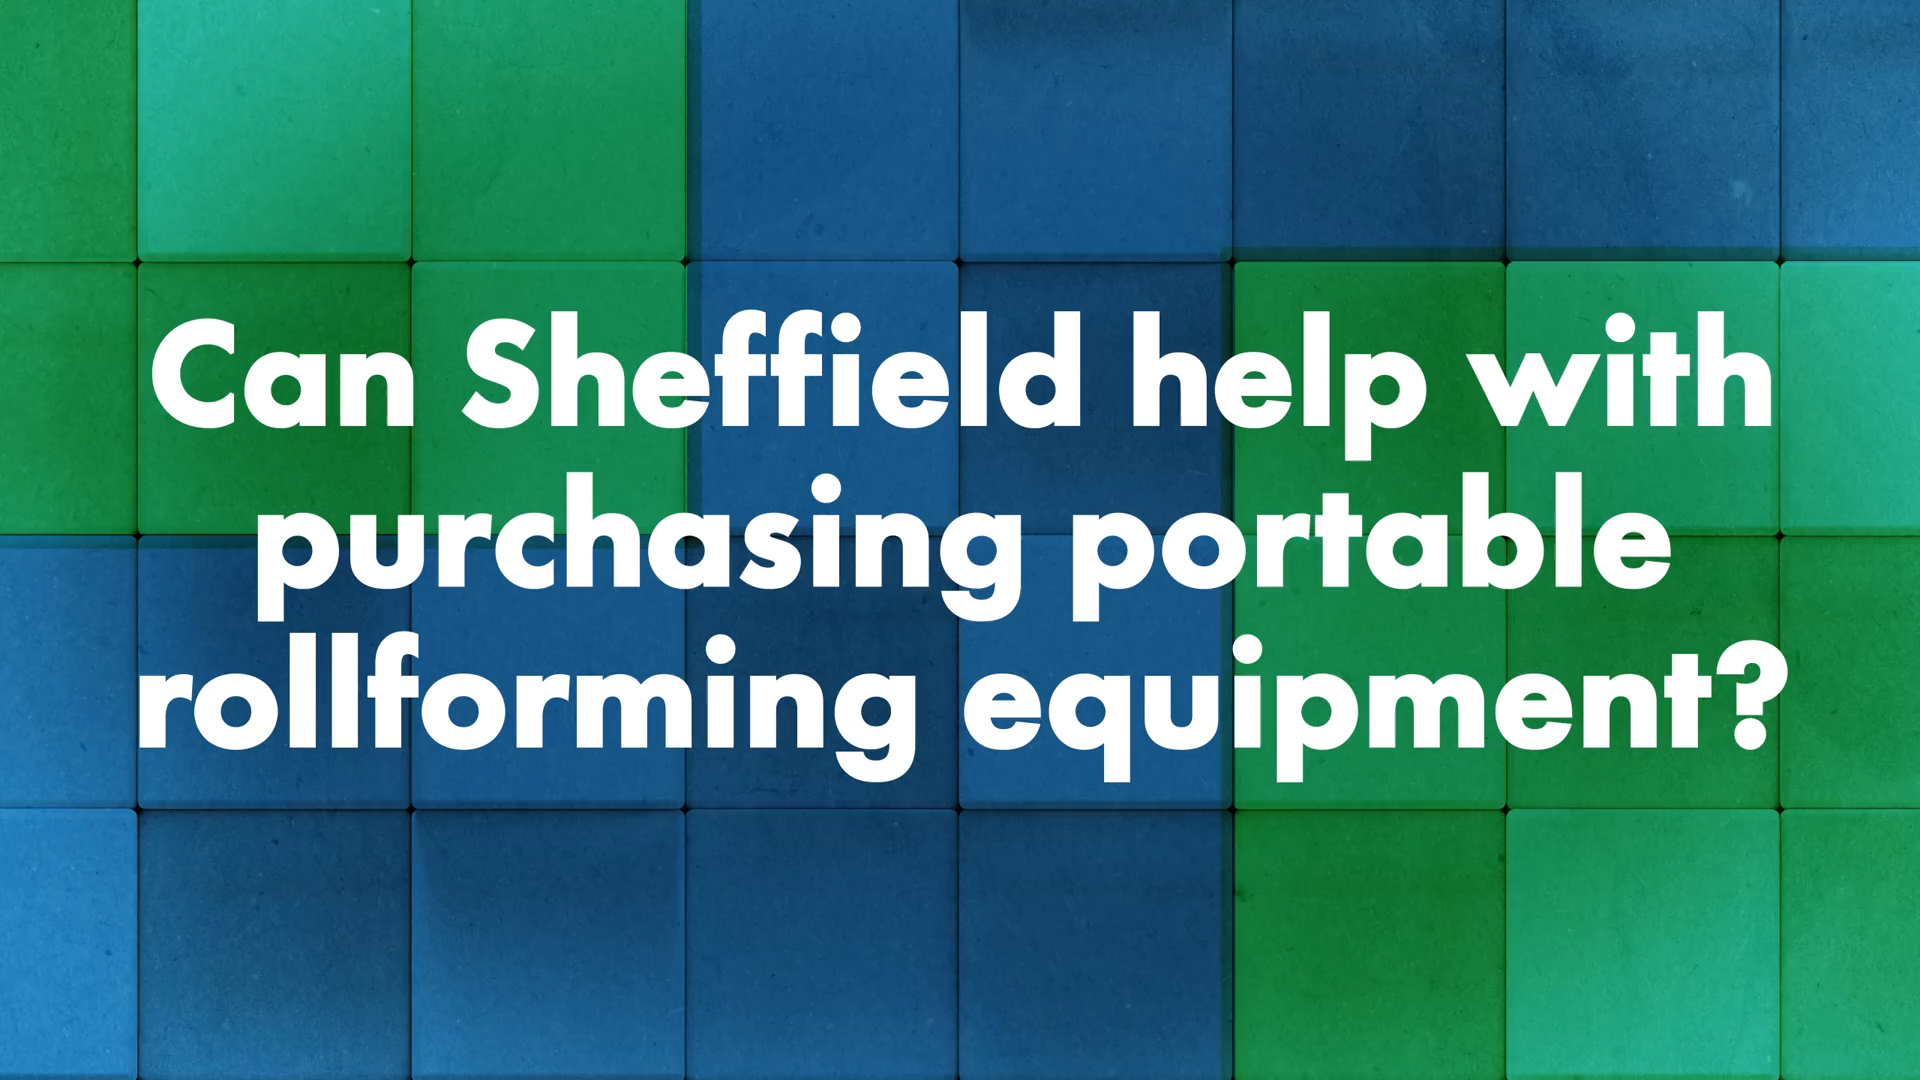 Can Sheffield help with
purchasing portable
rollforming equipment?